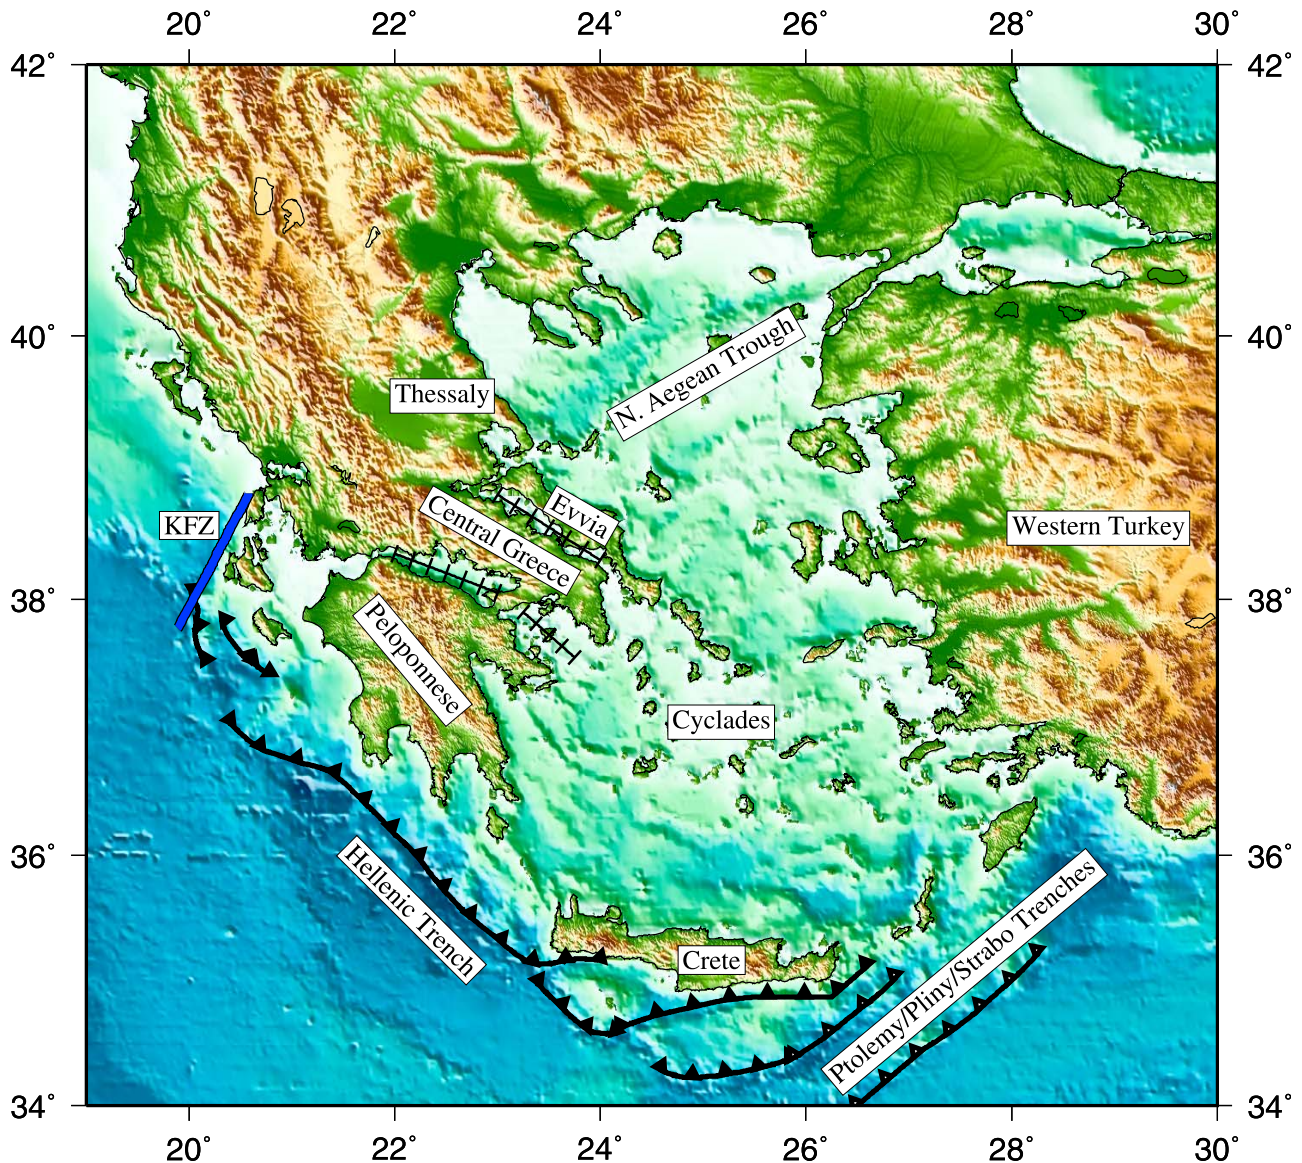 20° 22° 24° 26° 28° 30°
42° 42°
40° 40°
N. Aegean Trough
Thessaly
KFZ
Evvia
Central Greece
Western Turkey
38° 38°
Peloponnese
Cyclades
36° 36°
Hellenic Trench
Crete
Ptolemy/Pliny/Strabo Trenches
34° 34°
20° 22° 24° 26° 28° 30°